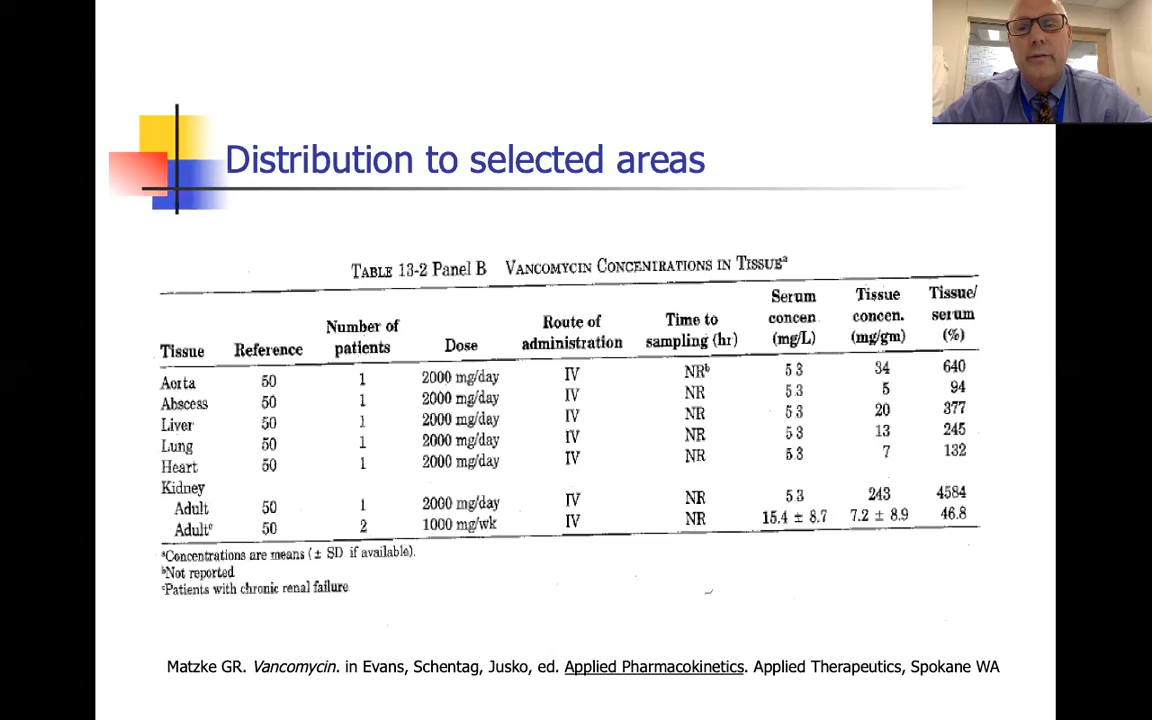 Distribution to selected areas
TABLE 13-2 Panel B VANCOMYCIN CONCENTRATIONS IN TISSUEᵃ
Tissue Reference Number of patients Dose Route of administration Time to sampling (hr) Serum concen (mg/L) Tissue concen. (mg/gm) Tissue/serum (%)
Aorta 50 1 2000 mg/day IV NRᵇ 5 3 34 640
Abscess 50 1 2000 mg/day IV NR 5 3 5 94
Liver 50 1 2000 mg/day IV NR 5 3 20 377
Lung 50 1 2000 mg/day IV NR 5 3 13 245
Heart 50 1 2000 mg/day IV NR 5.3 7 132
Kidney
Adult 50 1 2000 mg/day IV NR 5 3 243 4584
Adultᶜ 50 2 1000 mg/wk IV NR 15.4 ± 8.7 7.2 ± 8.9 46.8
ᵃConcentrations are means (± SD if available).
ᵇNot reported
ᶜPatients with chronic renal failure
Matzke GR. Vancomycin. in Evans, Schentag, Jusko, ed. Applied Pharmacokinetics. Applied Therapeutics, Spokane WA